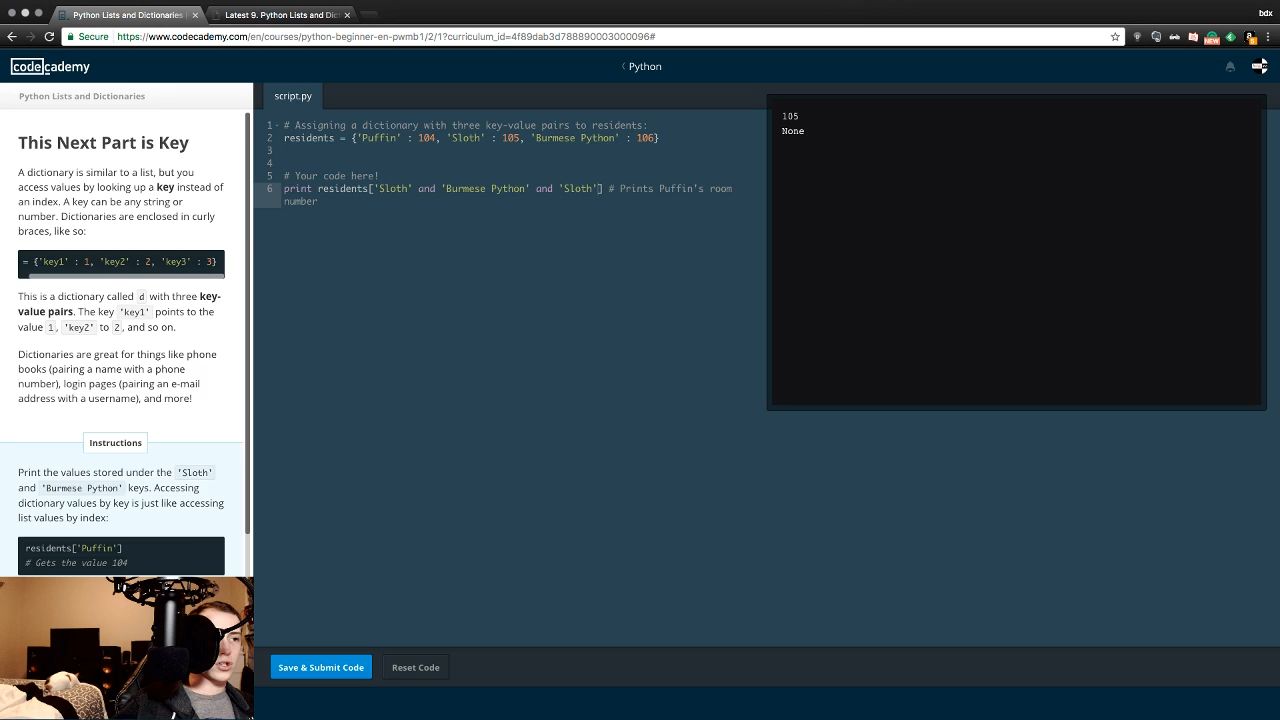 Python Lists and Dictionaries
Latest 9. Python Lists and Dic
bdx
Secure
https://www.codecademy.com/en/courses/python-beginner-en-pwmb1/2/1?curriculum_id=4f89dab3d788890003000096#
codecademy
Python
Python Lists and Dictionaries
script.py
This Next Part is Key
A dictionary is similar to a list, but you
access values by looking up a key instead of
an index. A key can be any string or
number. Dictionaries are enclosed in curly
braces, like so:
= {'key1' : 1, 'key2' : 2, 'key3' : 3}
This is a dictionary called d with three key-
value pairs. The key 'key1' points to the
value 1, 'key2' to 2, and so on.
Dictionaries are great for things like phone
books (pairing a name with a phone
number), login pages (pairing an e-mail
address with a username), and more!
Instructions
Print the values stored under the 'Sloth'
and 'Burmese Python' keys. Accessing
dictionary values by key is just like accessing
list values by index:
residents['Puffin']
# Gets the value 104
1 # Assigning a dictionary with three key-value pairs to residents:
2 residents = {'Puffin' : 104, 'Sloth' : 105, 'Burmese Python' : 106}
3
4
5 # Your code here!
6 print residents['Sloth' and 'Burmese Python' and 'Sloth'] # Prints Puffin's room
number
105
None
Save & Submit Code
Reset Code